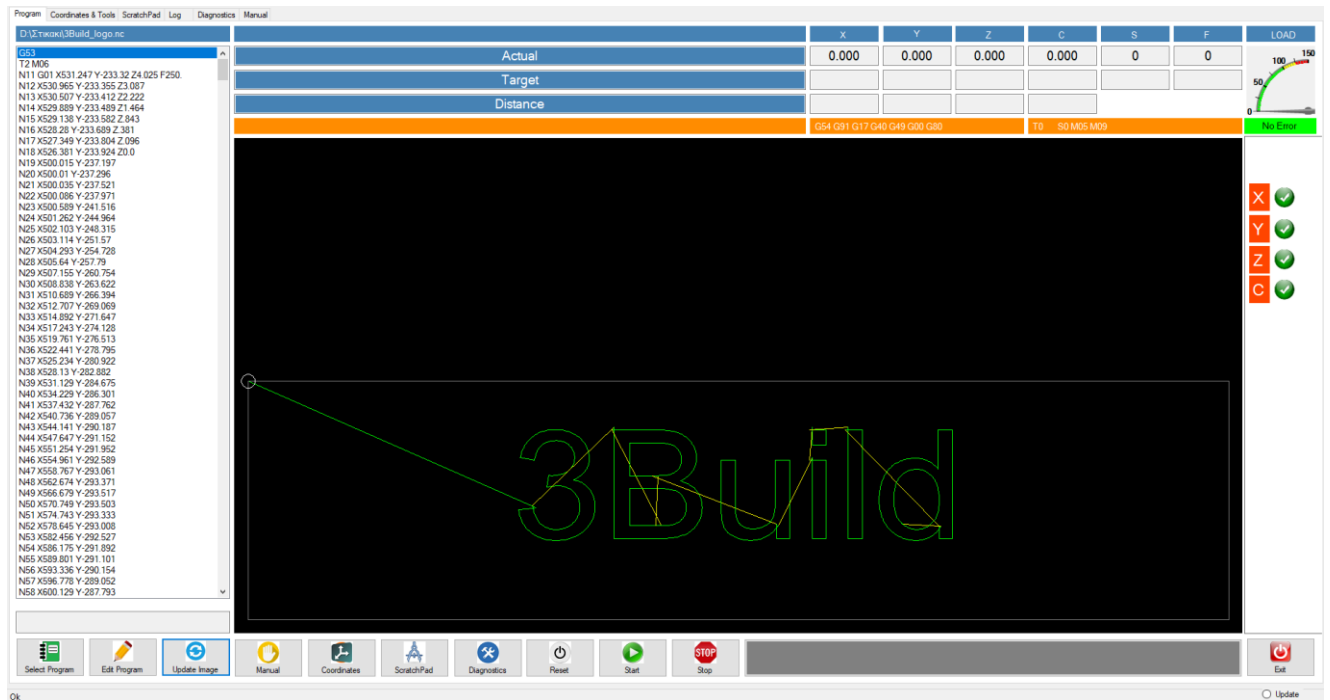 Program Coordinates & Tools ScratchPad Log Diagnostics Manual
D:\Στικακί\3Build_logo.nc
X Y Z C S F LOAD
Actual 0.000 0.000 0.000 0.000 0 0
Target
Distance
0 50 100 150
G54 G91 G17 G40 G49 G00 G80 T0 S0 M05 M09 No Error
G53
T2 M06
N11 G01 X531.247 Y-233.32 Z4.025 F250.
N12 X530.965 Y-233.355 Z3.087
N13 X530.507 Y-233.412 Z2.222
N14 X529.889 Y-233.489 Z1.464
N15 X529.138 Y-233.582 Z.843
N16 X528.28 Y-233.689 Z.381
N17 X527.349 Y-233.804 Z.096
N18 X526.381 Y-233.924 Z0.0
N19 X500.015 Y-237.197
N20 X500.01 Y-237.296
N21 X500.035 Y-237.521
N22 X500.086 Y-237.971
N23 X500.589 Y-241.516
N24 X501.262 Y-244.964
N25 X502.103 Y-248.315
N26 X503.114 Y-251.57
N27 X504.293 Y-254.728
N28 X505.64 Y-257.79
N29 X507.155 Y-260.754
N30 X508.838 Y-263.622
N31 X510.689 Y-266.394
N32 X512.707 Y-269.069
N33 X514.892 Y-271.647
N34 X517.243 Y-274.128
N35 X519.761 Y-276.513
N36 X522.441 Y-278.795
N37 X525.234 Y-280.922
N38 X528.13 Y-282.882
N39 X531.129 Y-284.675
N40 X534.229 Y-286.301
N41 X537.432 Y-287.762
N42 X540.736 Y-289.057
N43 X544.141 Y-290.187
N44 X547.647 Y-291.152
N45 X551.254 Y-291.952
N46 X554.961 Y-292.589
N47 X558.767 Y-293.061
N48 X562.674 Y-293.371
N49 X566.679 Y-293.517
N50 X570.749 Y-293.503
N51 X574.743 Y-293.333
N52 X578.645 Y-293.008
N53 X582.456 Y-292.527
N54 X586.175 Y-291.892
N55 X589.801 Y-291.101
N56 X593.336 Y-290.154
N57 X596.778 Y-289.052
N58 X600.129 Y-287.793
3Build
X
Y
Z
C
Select Program Edit Program Update Image Manual Coordinates ScratchPad Diagnostics Reset Start STOP Stop Exit
Ok Update